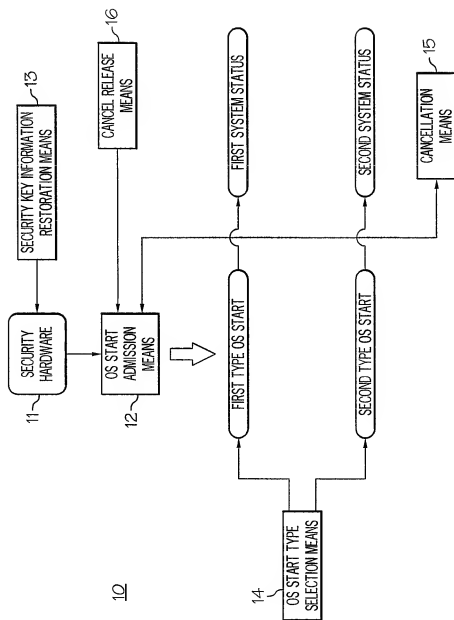 10
13
SECURITY KEY INFORMATION
RESTORATION MEANS
16
CANCEL RELEASE
MEANS
SECURITY
HARDWARE
11
OS START
ADMISSION
MEANS
12
FIRST TYPE OS START
FIRST SYSTEM STATUS
SECOND TYPE OS START
SECOND SYSTEM STATUS
14
OS START TYPE
SELECTION MEANS
15
CANCELLATION
MEANS